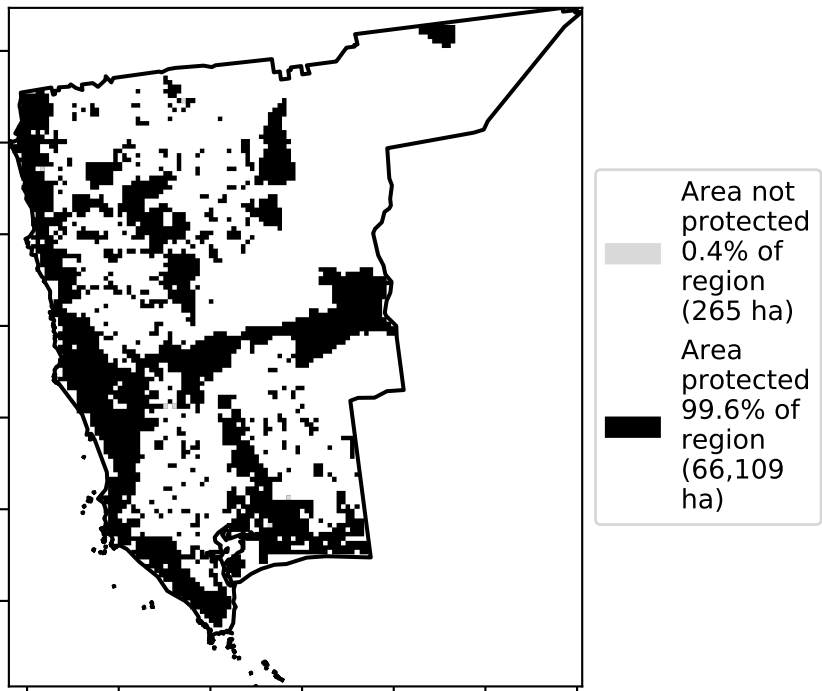 Area not
protected
0.4% of
region
(265 ha)
Area
protected
99.6% of
region
(66,109
ha)